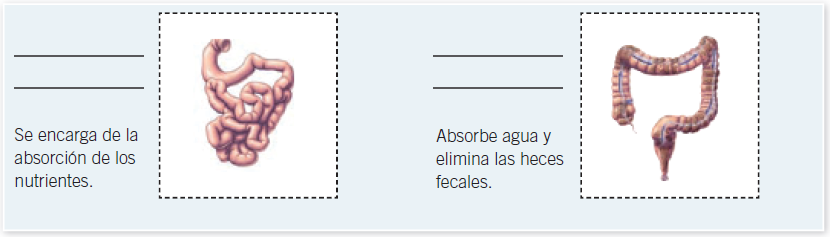 Se encarga de la
absorción de los
nutrientes.
Absorbe agua y
elimina las heces
fecales.